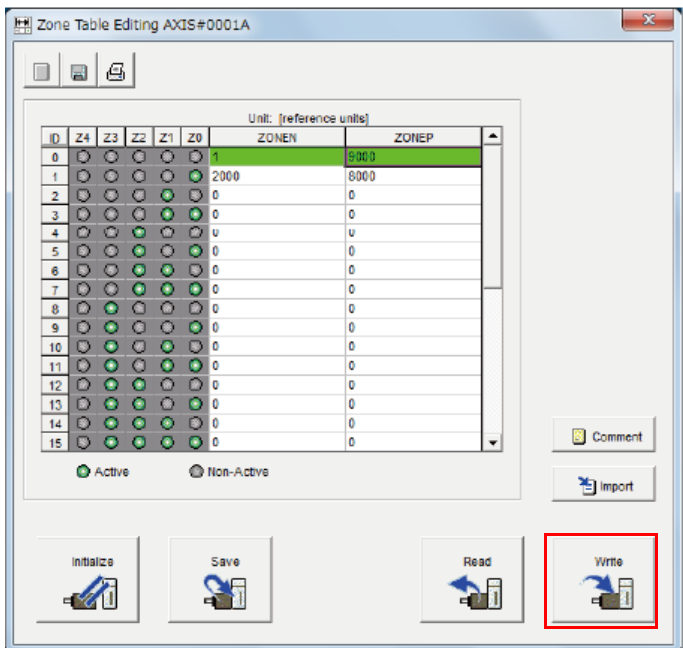 Zone Table Editing AXIS#0001A
Unit: [reference units]
ID Z4 Z3 Z2 Z1 Z0 ZONEN ZONEP
0 1 9000
1 2000 8000
2 0 0
3 0 0
4 0 0
5 0 0
6 0 0
7 0 0
8 0 0
9 0 0
10 0 0
11 0 0
12 0 0
13 0 0
14 0 0
15 0 0
Active Non-Active
Comment
Import
Initialize Save Read Write